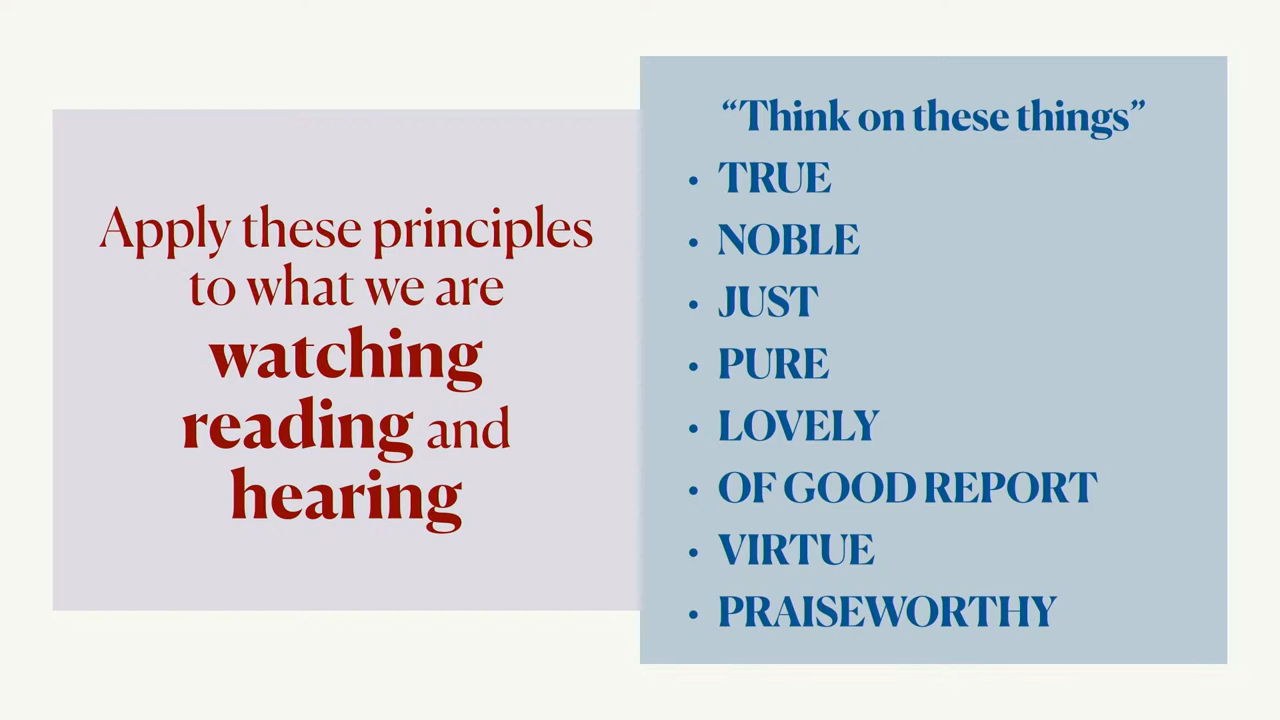 Apply these principles
to what we are
watching
reading and
hearing
“Think on these things”
• TRUE
• NOBLE
• JUST
• PURE
• LOVELY
• OF GOOD REPORT
• VIRTUE
• PRAISEWORTHY